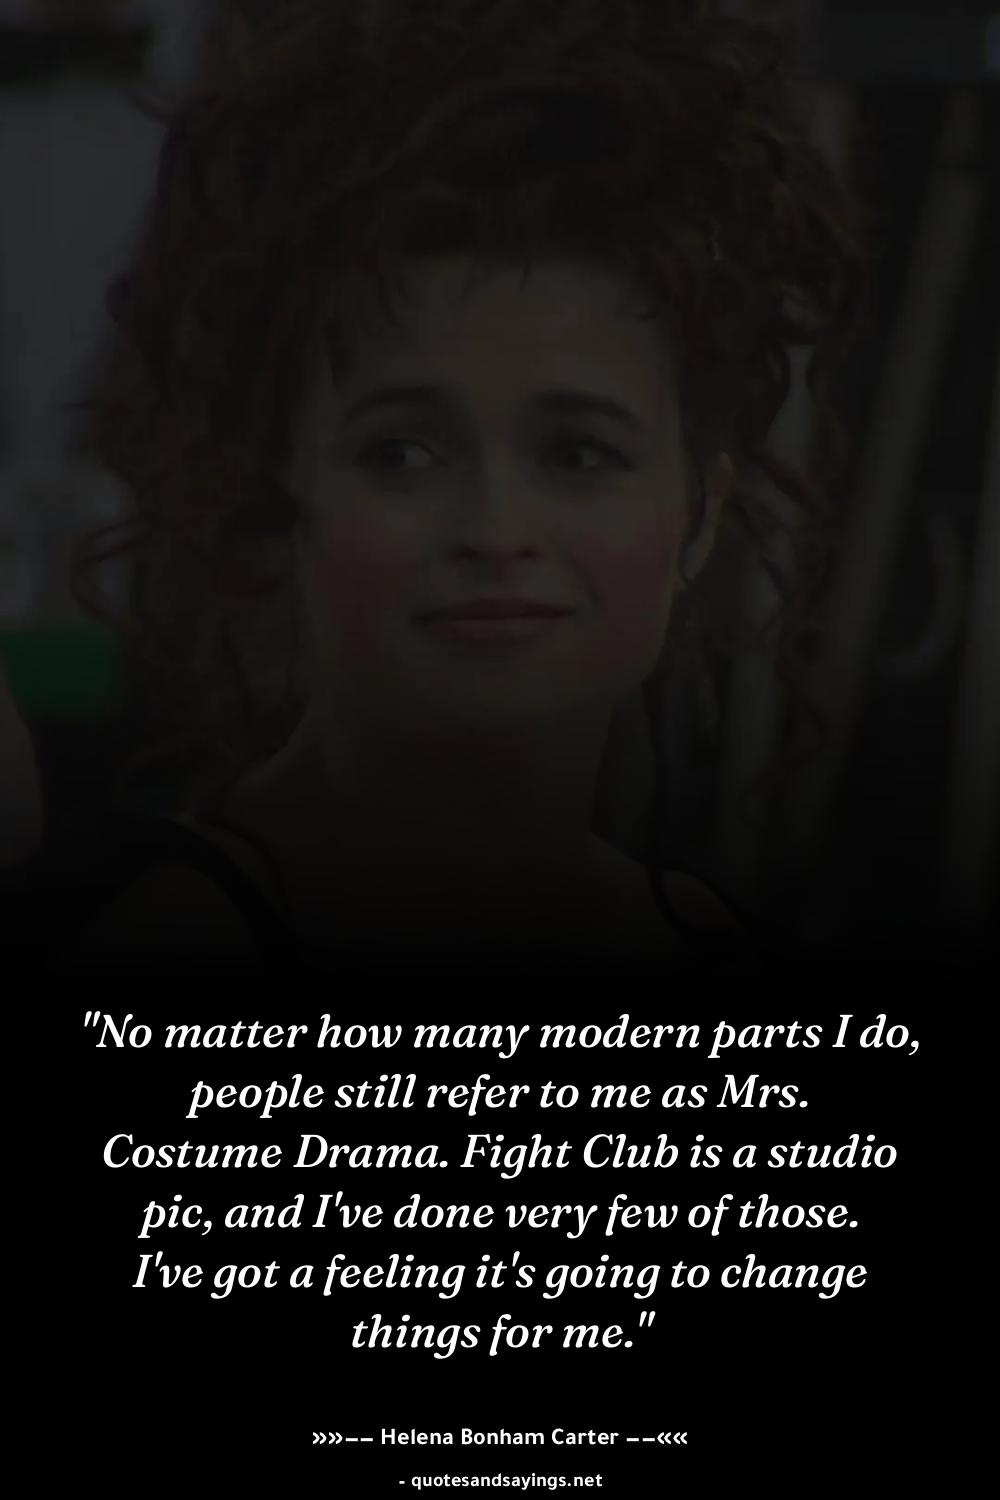 "No matter how many modern parts I do,
people still refer to me as Mrs.
Costume Drama. Fight Club is a studio
pic, and I've done very few of those.
I've got a feeling it's going to change
things for me."
»»–– Helena Bonham Carter ––««
- quotesandsayings.net